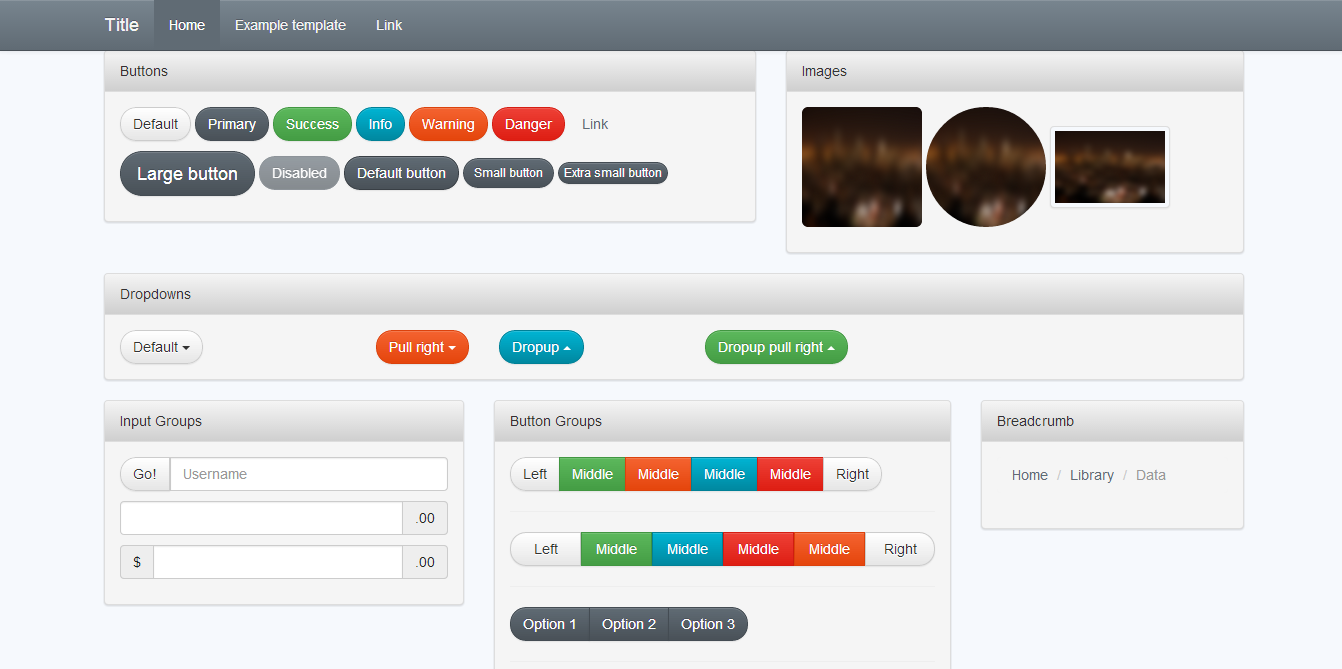 Title Home Example template Link
Buttons
Default Primary Success Info Warning Danger Link
Large button Disabled Default button Small button Extra small button
Images
Dropdowns
Default Pull right Dropup Dropup pull right
Input Groups
Go! Username
.00
$ .00
Button Groups
Left Middle Middle Middle Middle Right
Left Middle Middle Middle Middle Right
Option 1 Option 2 Option 3
Breadcrumb
Home / Library / Data